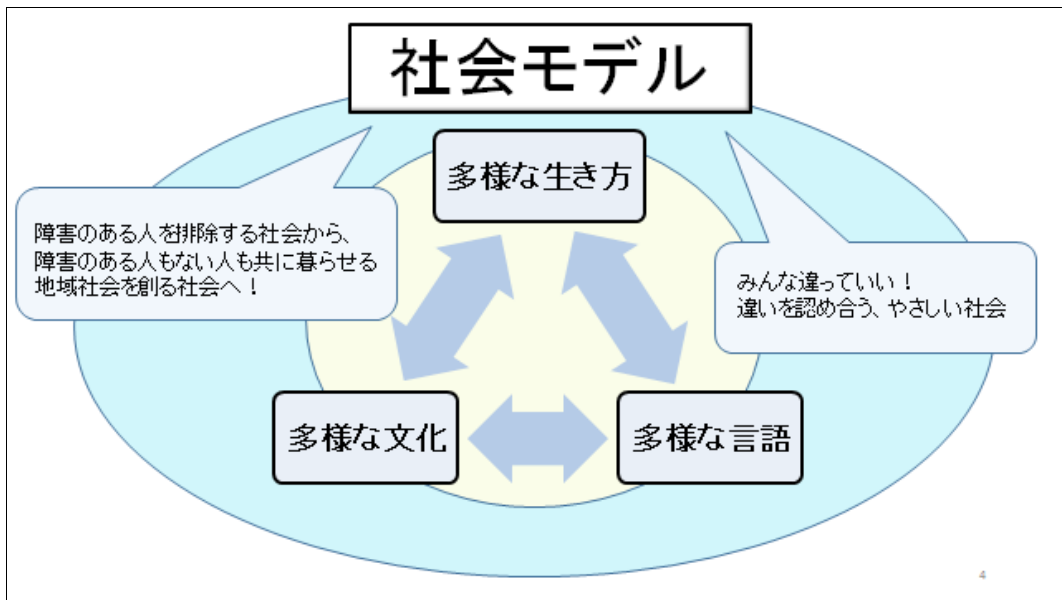 社会モデル
多様な生き方
障害のある人を排除する社会から、
障害のある人もない人も共に暮らせる
地域社会を創る社会へ！
みんな違っていい！
違いを認め合う、やさしい社会
多様な文化
多様な言語
4